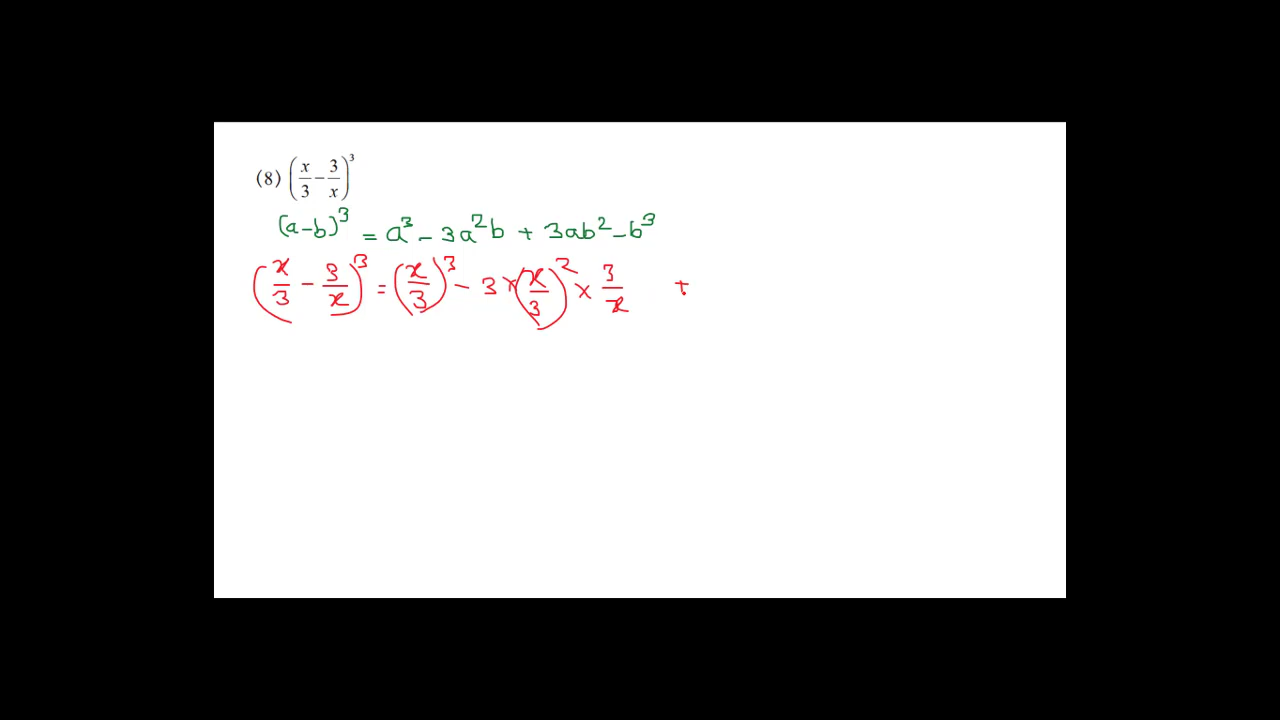 (8) (x/3 − 3/x)³
(a−b)³ = a³ − 3a²b + 3ab² − b³
(x/3 − 3/x)³ = (x/3)³ − 3×(x/3)² × 3/x +